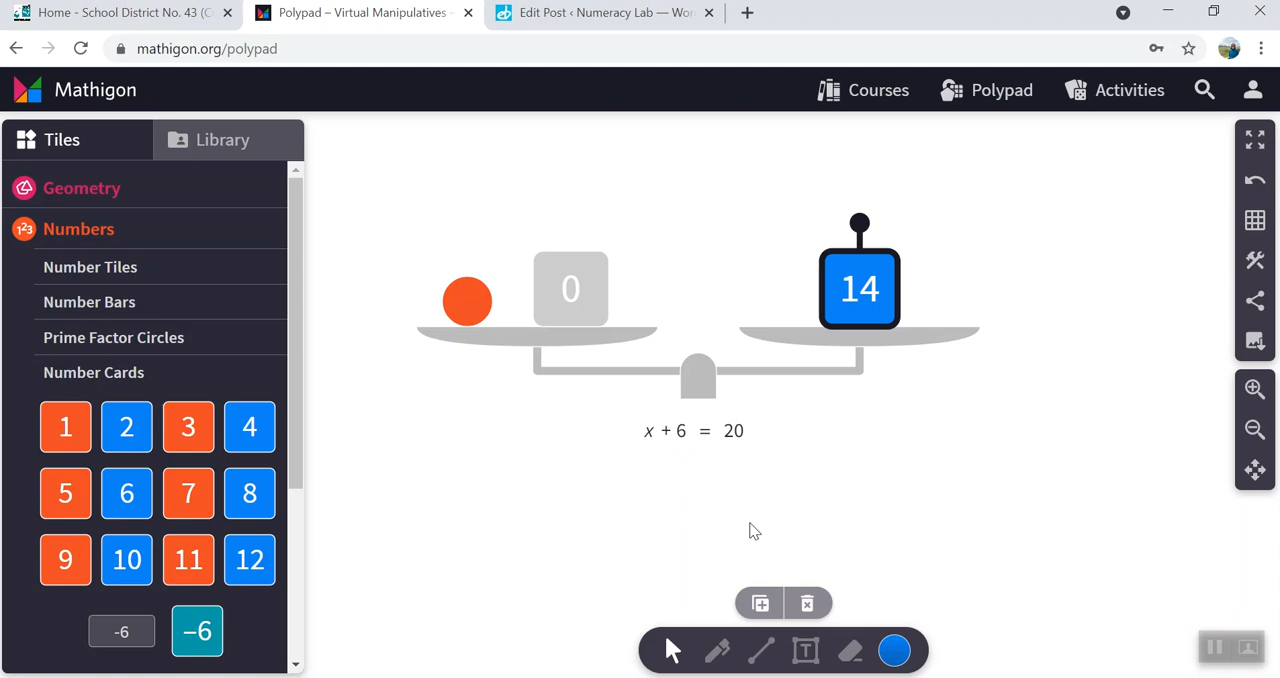 Home - School District No. 43 (C
Polypad – Virtual Manipulatives –
Edit Post ‹ Numeracy Lab — Wor
mathigon.org/polypad
Mathigon
Courses
Polypad
Activities
Tiles
Library
Geometry
Numbers
Number Tiles
Number Bars
Prime Factor Circles
Number Cards
1 2 3 4
5 6 7 8
9 10 11 12
-6 −6
0
14
x + 6 = 20
T